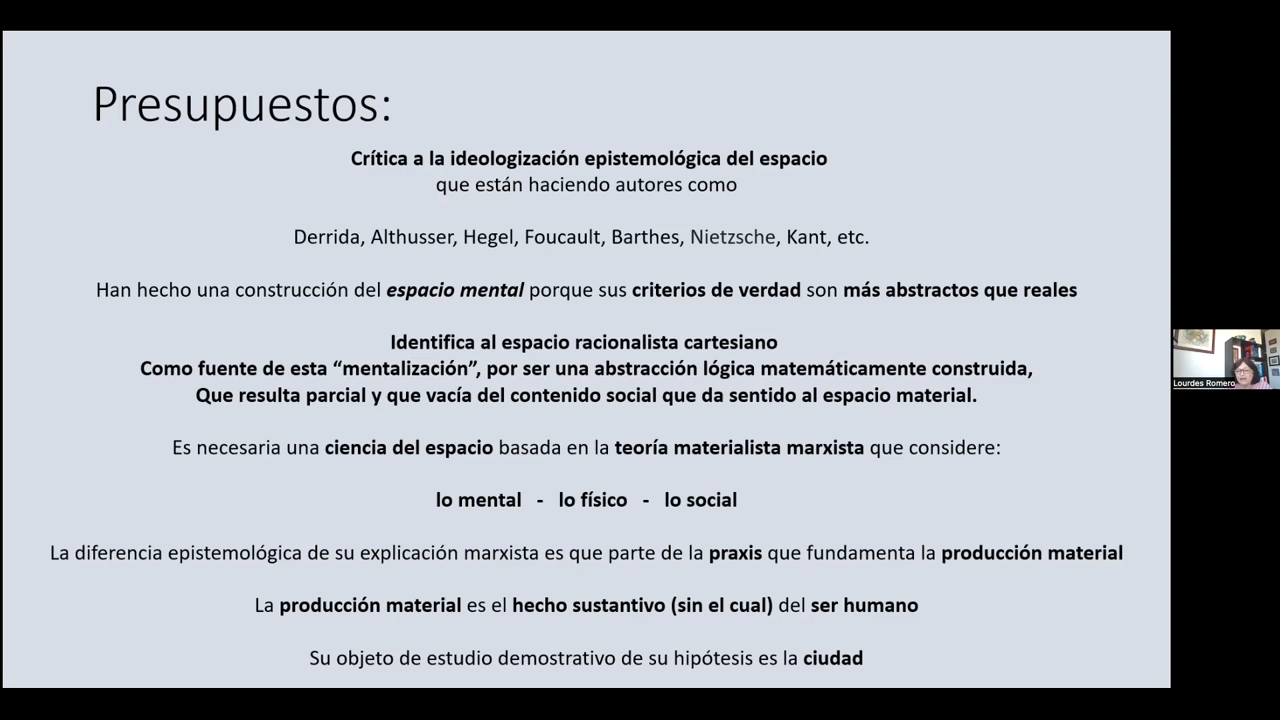 Presupuestos:
Crítica a la ideologización epistemológica del espacio
que están haciendo autores como
Derrida, Althusser, Hegel, Foucault, Barthes, Nietzsche, Kant, etc.
Han hecho una construcción del espacio mental porque sus criterios de verdad son más abstractos que reales
Identifica al espacio racionalista cartesiano
Como fuente de esta “mentalización”, por ser una abstracción lógica matemáticamente construida,
Que resulta parcial y que vacía del contenido social que da sentido al espacio material.
Es necesaria una ciencia del espacio basada en la teoría materialista marxista que considere:
lo mental - lo físico - lo social
La diferencia epistemológica de su explicación marxista es que parte de la praxis que fundamenta la producción material
La producción material es el hecho sustantivo (sin el cual) del ser humano
Su objeto de estudio demostrativo de su hipótesis es la ciudad
Lourdes Romero